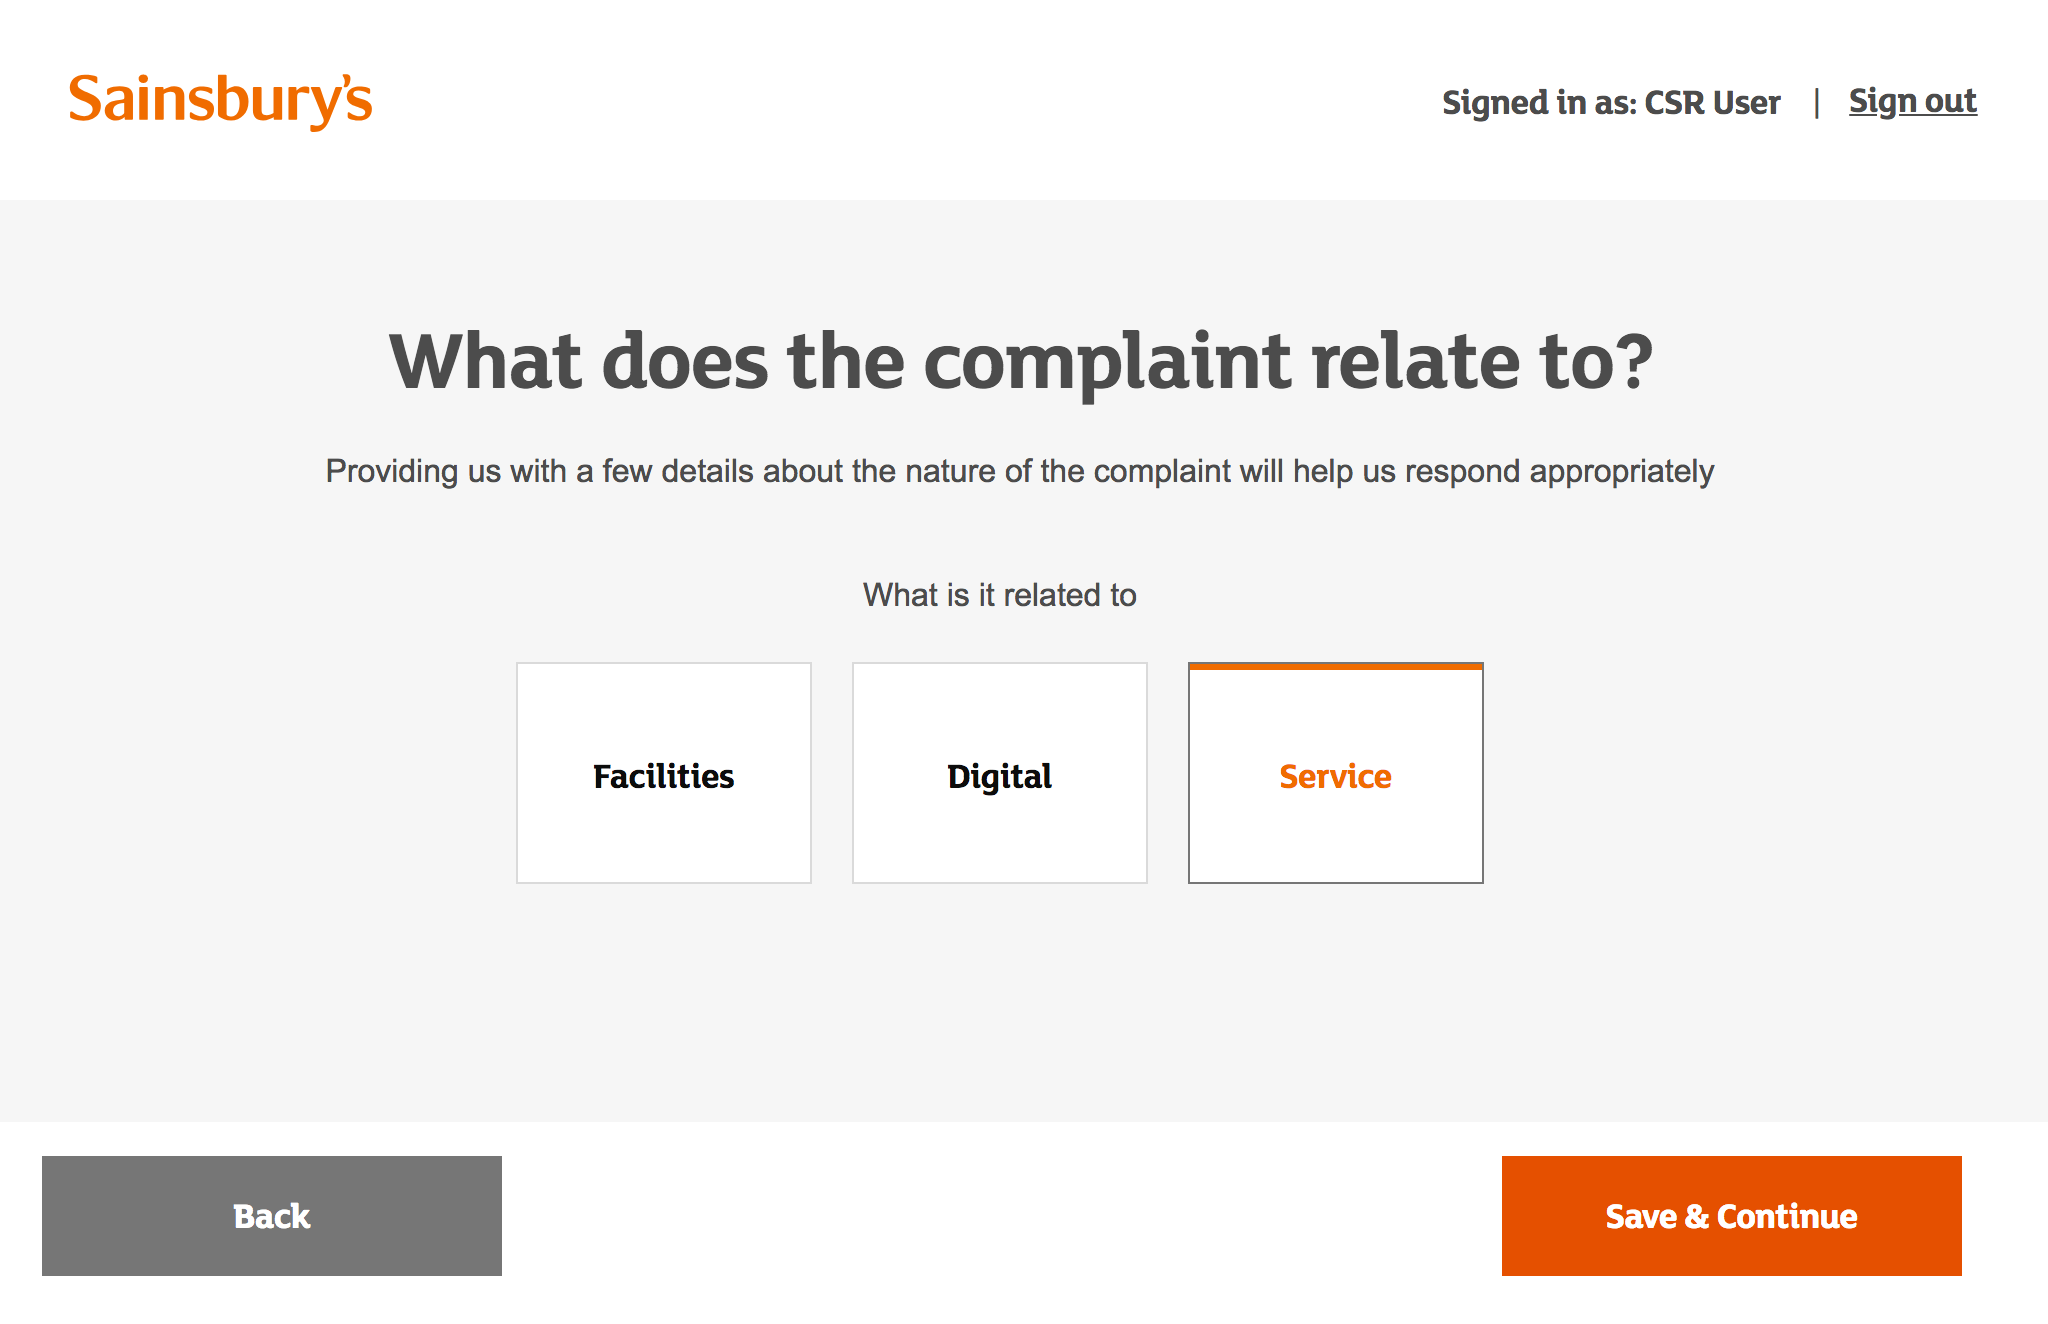 Sainsbury's
Signed in as: CSR User | Sign out
What does the complaint relate to?
Providing us with a few details about the nature of the complaint will help us respond appropriately
What is it related to
Facilities
Digital
Service
Back
Save & Continue